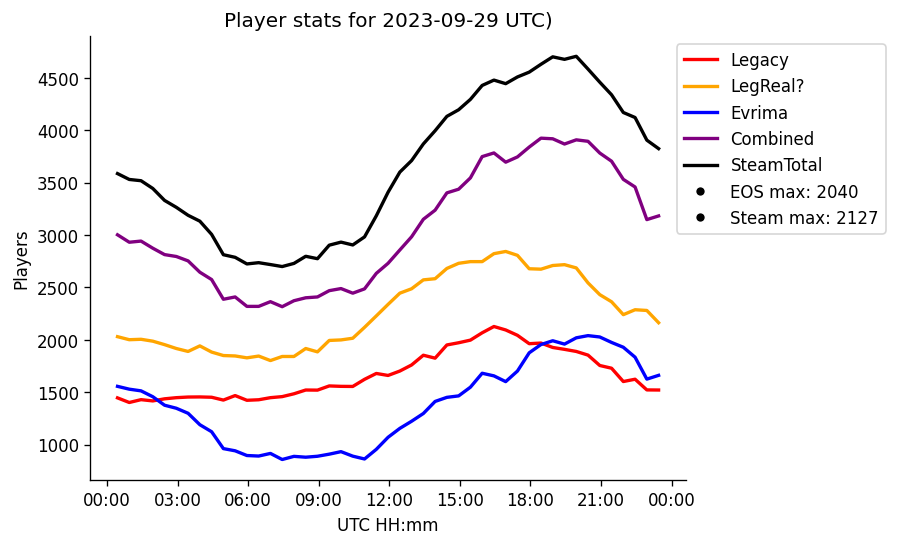 Player stats for 2023-09-29 UTC)
Legacy
LegReal?
Evrima
Combined
SteamTotal
EOS max: 2040
Steam max: 2127
Players
4500
4000
3500
3000
2500
2000
1500
1000
00:00 03:00 06:00 09:00 12:00 15:00 18:00 21:00 00:00
UTC HH:mm